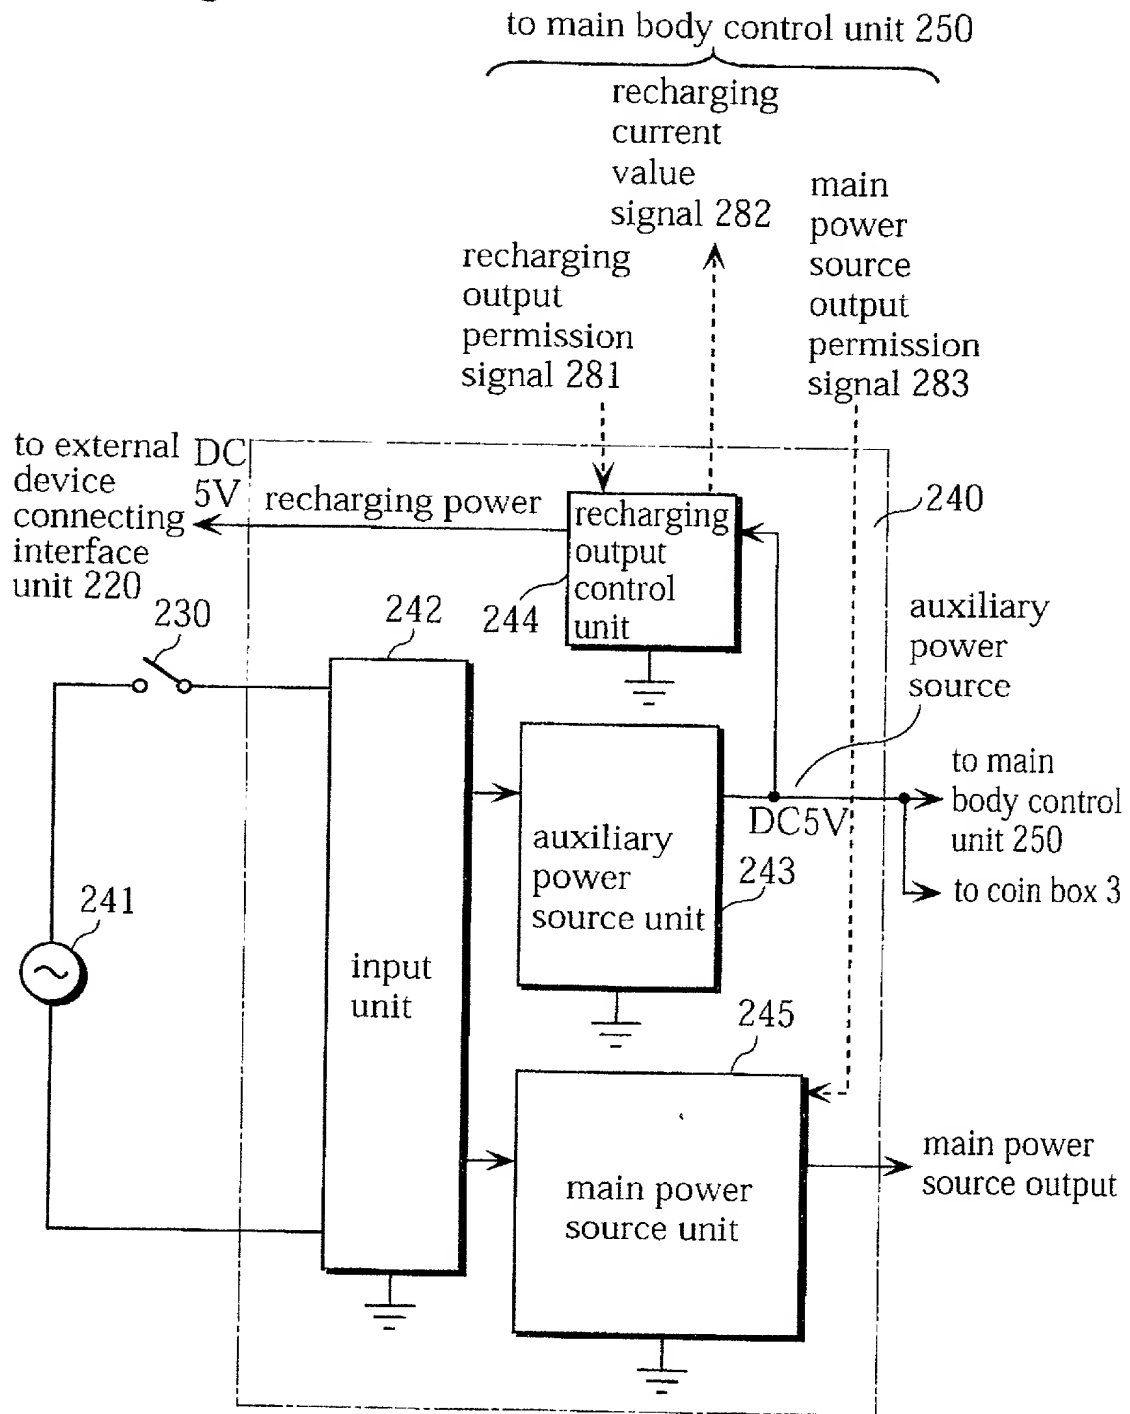 to main body control unit 250
recharging
current
value
signal 282
main
power
source
output
permission
signal 283
recharging
output
permission
signal 281
to external
device
connecting
interface
unit 220
DC
5V
recharging power
recharging
output
control
unit
244
240
230
242
auxiliary
power
source
to main
body control
unit 250
DC5V
auxiliary
power
source unit
243
to coin box 3
241
input
unit
245
main power
source unit
main power
source output